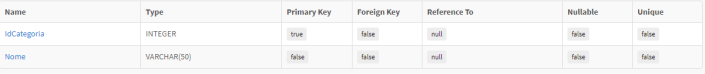 Name Type Primary Key Foreign Key Reference To Nullable Unique
IdCategoria INTEGER true false null false false
Nome VARCHAR(50) false false null false false